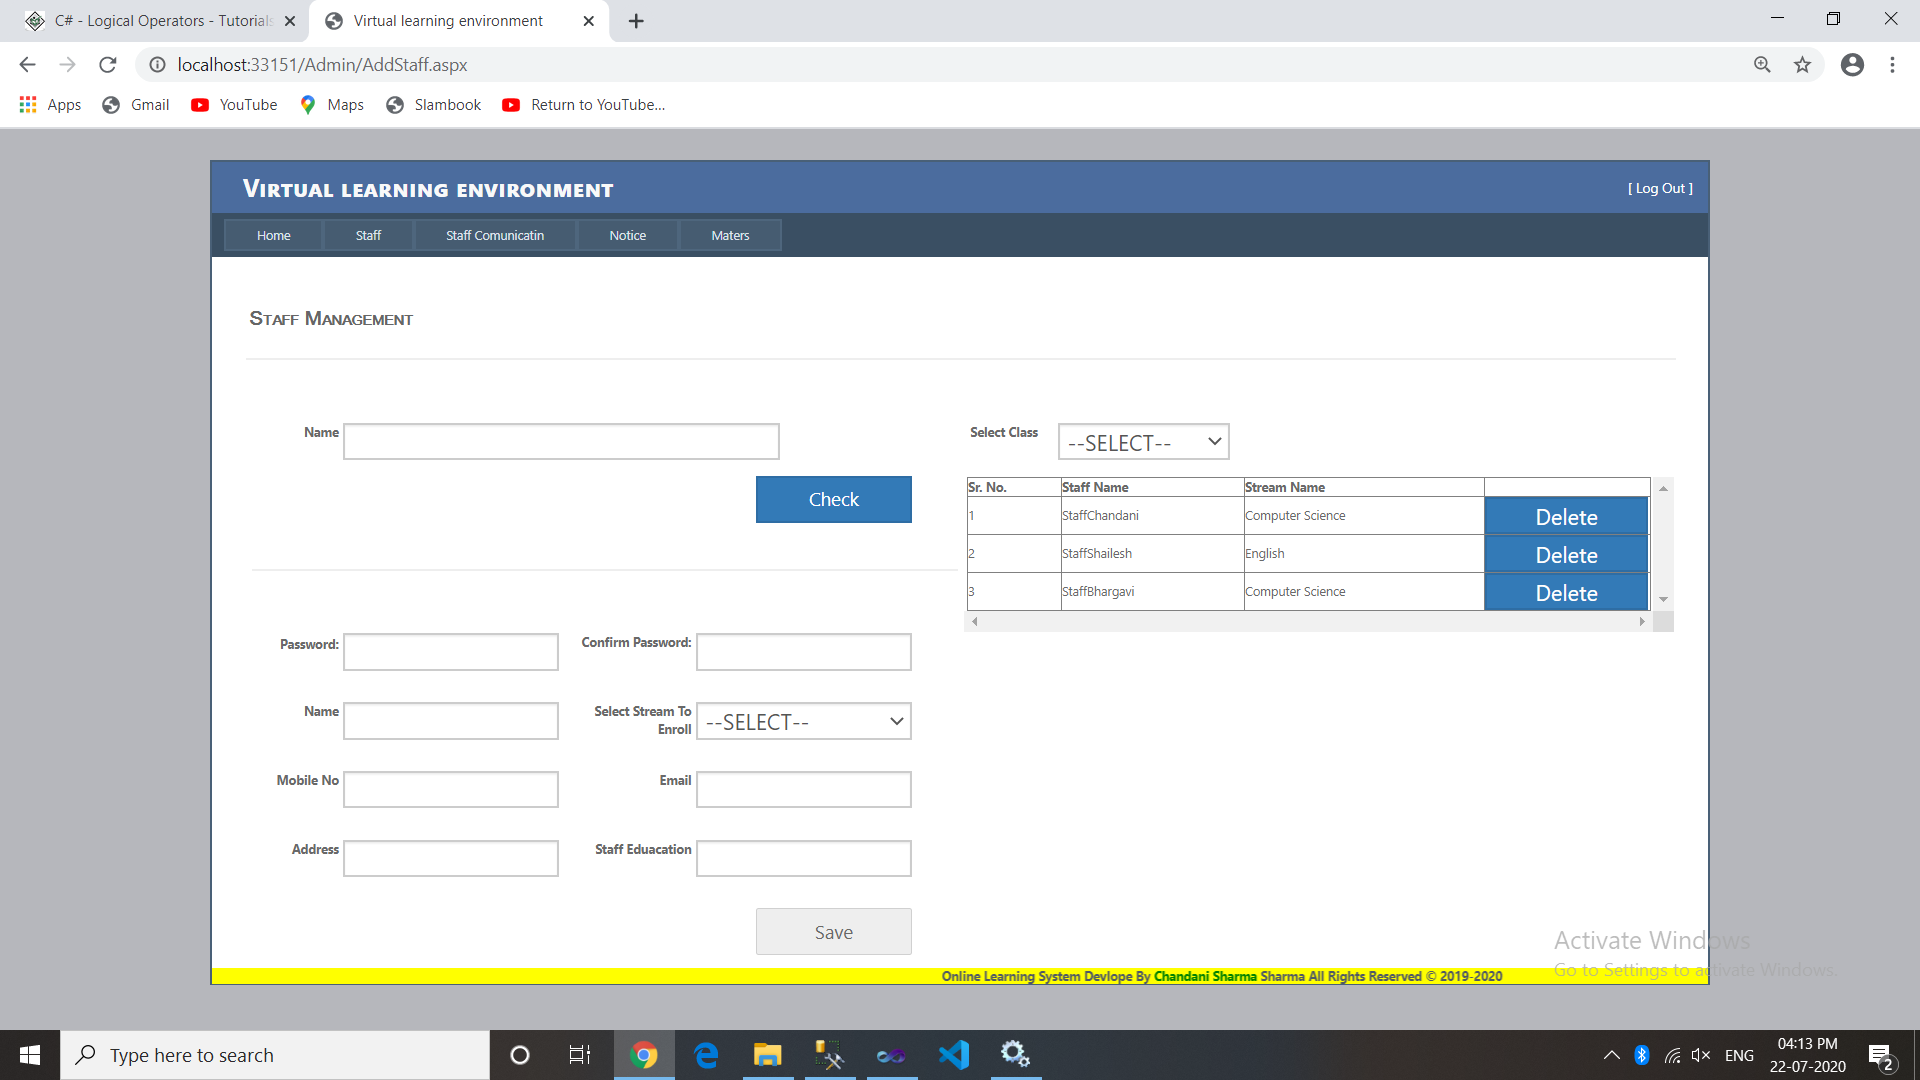 C# - Logical Operators - Tutorials
Virtual learning environment
localhost:33151/Admin/AddStaff.aspx
Apps Gmail YouTube Maps Slambook Return to YouTube...
VIRTUAL LEARNING ENVIRONMENT
[ Log Out ]
Home Staff Staff Comunicatin Notice Maters
STAFF MANAGEMENT
Name
Select Class --SELECT--
Check
Sr. No. Staff Name Stream Name
1 StaffChandani Computer Science Delete
2 StaffShailesh English Delete
3 StaffBhargavi Computer Science Delete
Password: Confirm Password:
Name Select Stream To Enroll --SELECT--
Mobile No Email
Address Staff Eduacation
Save
Activate Windows
Go to Settings to activate Windows.
Online Learning System Devlope By Chandani Sharma Sharma All Rights Reserved © 2019-2020
Type here to search
ENG
04:13 PM
22-07-2020
2